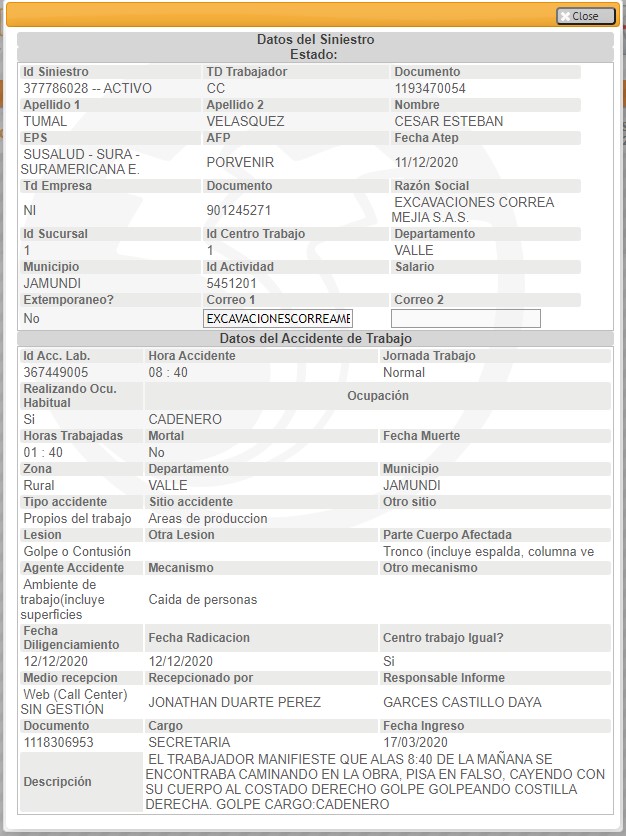 Close
Datos del Siniestro
Estado:
Id Siniestro TD Trabajador Documento
377786028 -- ACTIVO CC 1193470054
Apellido 1 Apellido 2 Nombre
TUMAL VELASQUEZ CESAR ESTEBAN
EPS AFP Fecha Atep
SUSALUD - SURA -
SURAMERICANA E. PORVENIR 11/12/2020
Td Empresa Documento Razón Social
NI 901245271 EXCAVACIONES CORREA
MEJIA S.A.S.
Id Sucursal Id Centro Trabajo Departamento
1 1 VALLE
Municipio Id Actividad Salario
JAMUNDI 5451201
Extemporaneo? Correo 1 Correo 2
No EXCAVACIONESCORREAME
Datos del Accidente de Trabajo
Id Acc. Lab. Hora Accidente Jornada Trabajo
367449005 08 : 40 Normal
Realizando Ocu.
Habitual Ocupación
Si CADENERO
Horas Trabajadas Mortal Fecha Muerte
01 : 40 No
Zona Departamento Municipio
Rural VALLE JAMUNDI
Tipo accidente Sitio accidente Otro sitio
Propios del trabajo Areas de produccion
Lesion Otra Lesion Parte Cuerpo Afectada
Golpe o Contusión Tronco (incluye espalda, columna ve
Agente Accidente Mecanismo Otro mecanismo
Ambiente de
trabajo(incluye
superficies Caida de personas
Fecha
Diligenciamiento Fecha Radicacion Centro trabajo Igual?
12/12/2020 12/12/2020 Si
Medio recepcion Recepcionado por Responsable Informe
Web (Call Center)
SIN GESTIÓN JONATHAN DUARTE PEREZ GARCES CASTILLO DAYA
Documento Cargo Fecha Ingreso
1118306953 SECRETARIA 17/03/2020
Descripción EL TRABAJADOR MANIFIESTE QUE ALAS 8:40 DE LA MAÑANA SE
ENCONTRABA CAMINANDO EN LA OBRA, PISA EN FALSO, CAYENDO CON
SU CUERPO AL COSTADO DERECHO GOLPE GOLPEANDO COSTILLA
DERECHA. GOLPE CARGO:CADENERO